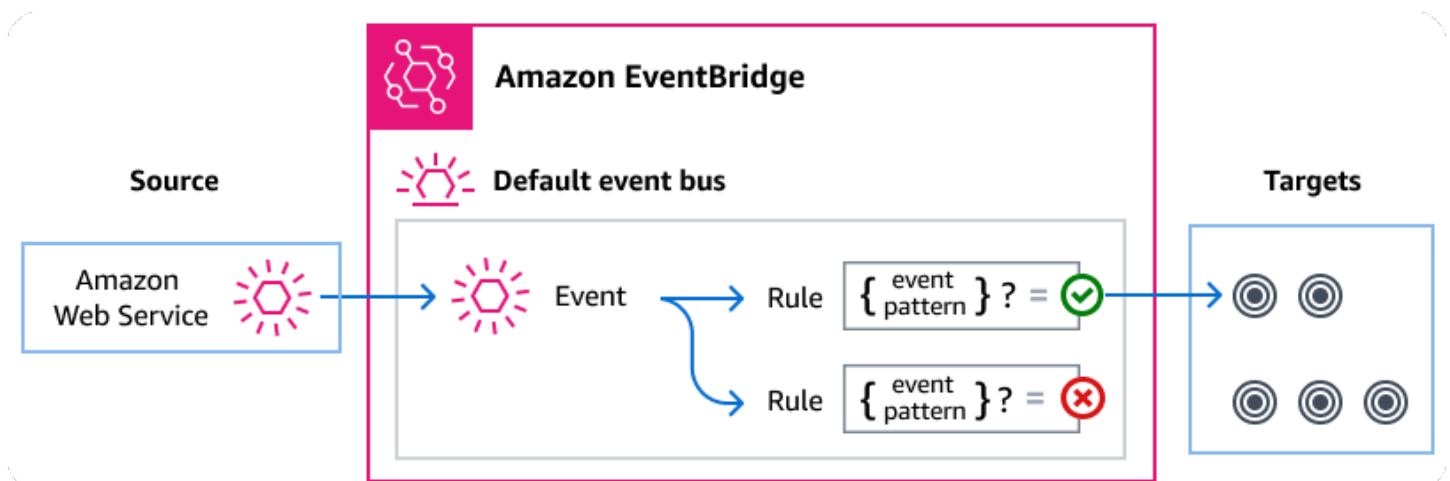 Amazon EventBridge
Source
Default event bus
Targets
Amazon
Web Service
Event
Rule
{ event
pattern } ? =
Rule
{ event
pattern } ? =